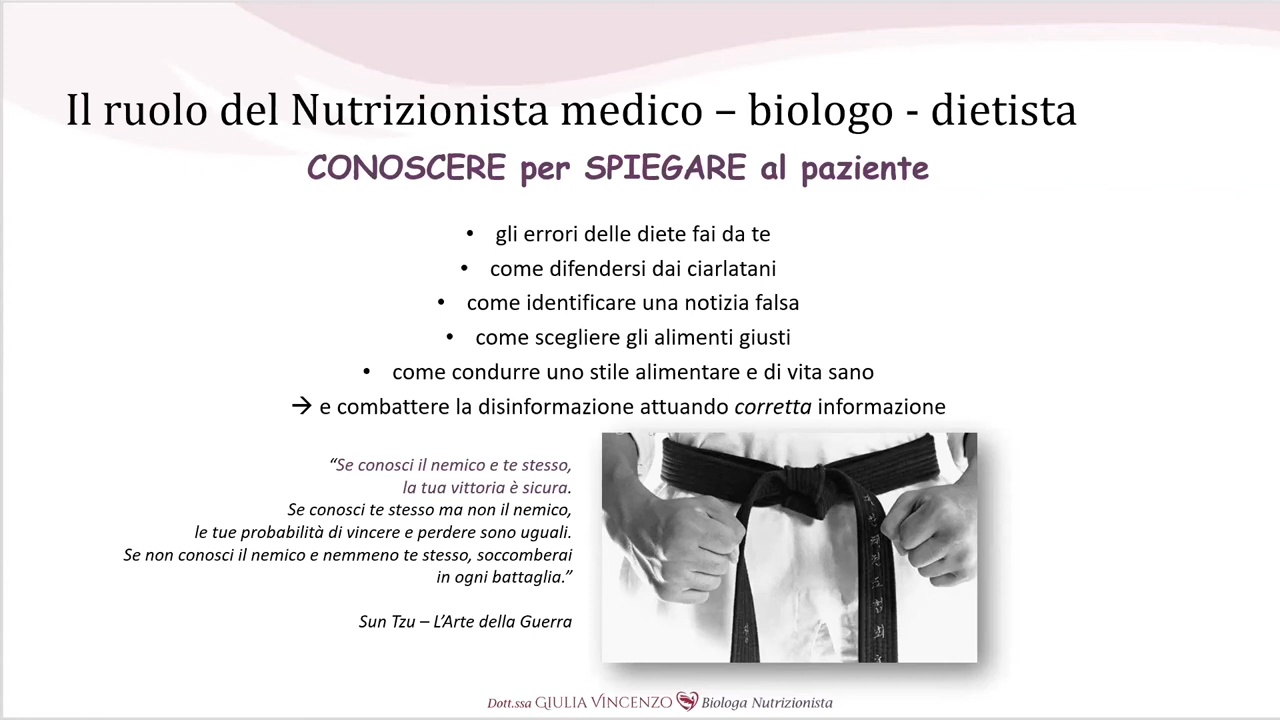 Il ruolo del Nutrizionista medico – biologo - dietista
CONOSCERE per SPIEGARE al paziente
• gli errori delle diete fai da te
• come difendersi dai ciarlatani
• come identificare una notizia falsa
• come scegliere gli alimenti giusti
• come condurre uno stile alimentare e di vita sano
→ e combattere la disinformazione attuando corretta informazione
“Se conosci il nemico e te stesso,
la tua vittoria è sicura.
Se conosci te stesso ma non il nemico,
le tue probabilità di vincere e perdere sono uguali.
Se non conosci il nemico e nemmeno te stesso, soccomberai
in ogni battaglia.”
Sun Tzu – L’Arte della Guerra
Dott.ssa GIULIA VINCENZO Biologa Nutrizionista